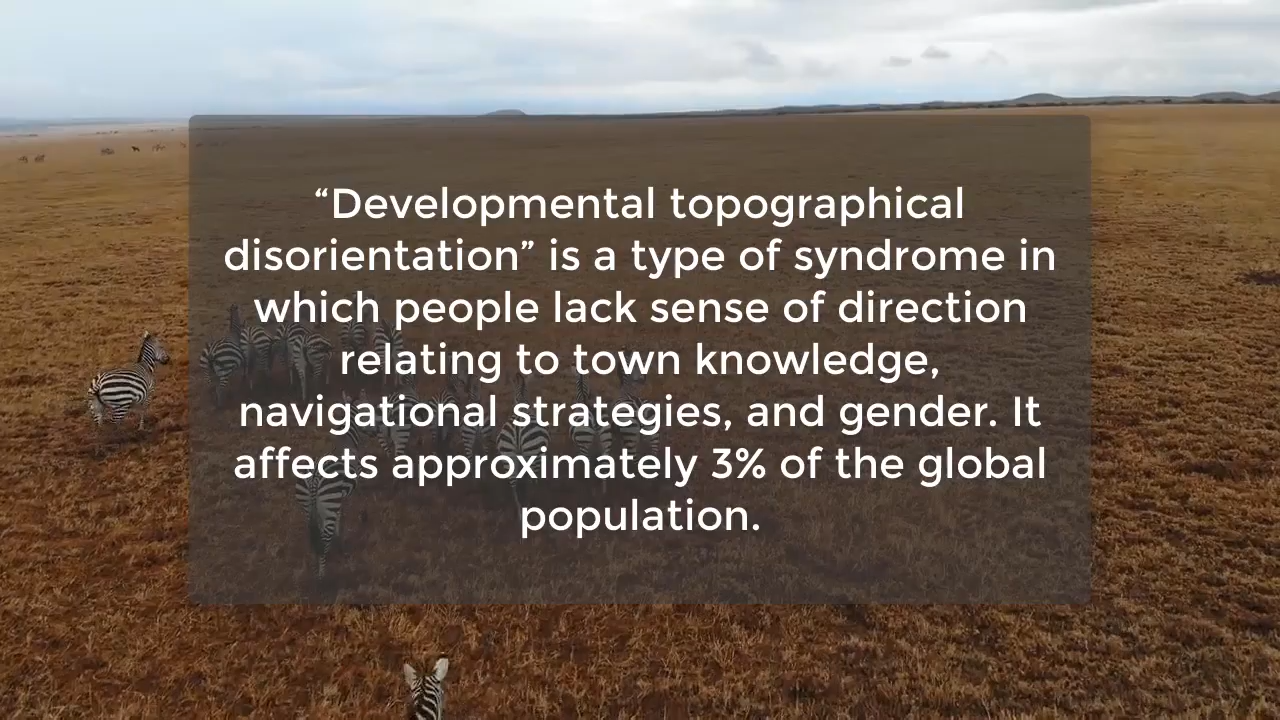 “Developmental topographical
disorientation” is a type of syndrome in
which people lack sense of direction
relating to town knowledge,
navigational strategies, and gender. It
affects approximately 3% of the global
population.